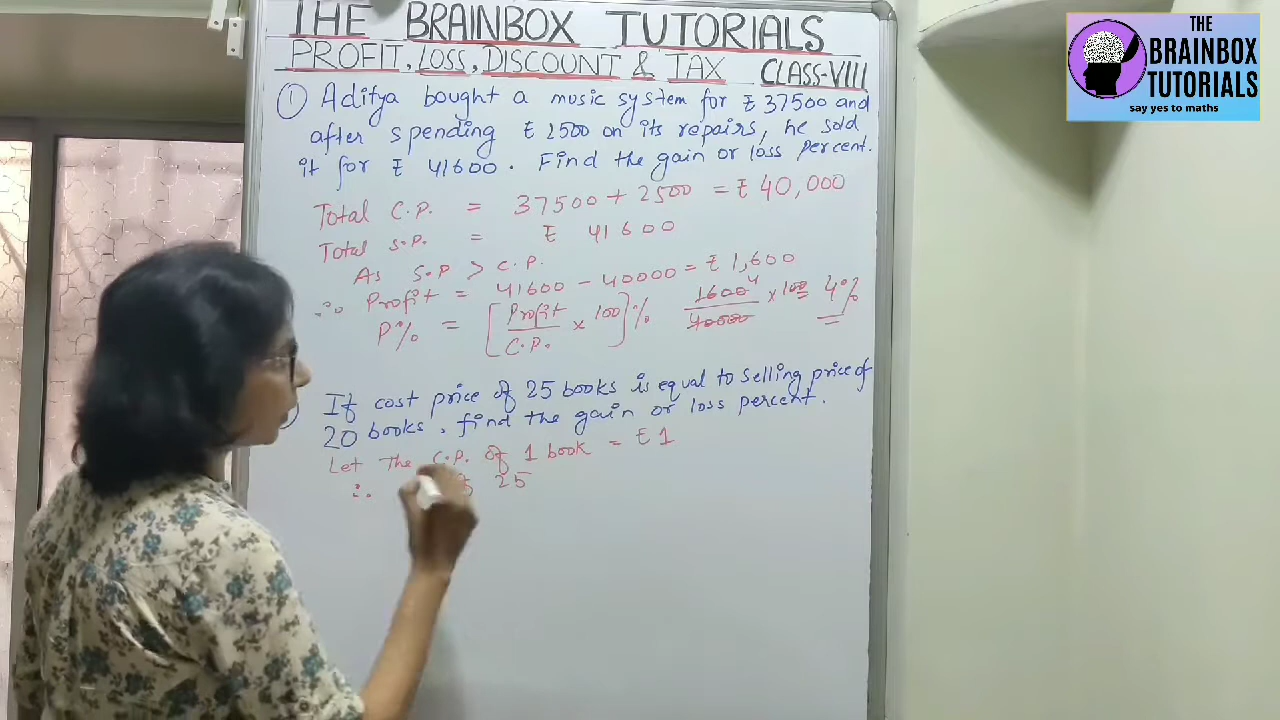 THE BRAINBOX TUTORIALS
PROFIT, LOSS, DISCOUNT & TAX CLASS-VIII
① Aditya bought a music system for ₹ 37500 and
after spending ₹ 2500 on its repairs, he sold
it for ₹ 41600. Find the gain or loss percent.
Total C.P. = 37500 + 2500 = ₹ 40,000
Total S.P. = ₹ 41600
As S.P > C.P.
∴ Profit = 41600 - 40000 = ₹ 1,600
P% = [Profit/C.P. × 100]% 1600/40000 × 100 = 4%
If cost price of 25 books is equal to selling price of
20 books, find the gain or loss percent.
Let the C.P. of 1 book = ₹ 1
∴ 25
THE
BRAINBOX
TUTORIALS
say yes to maths